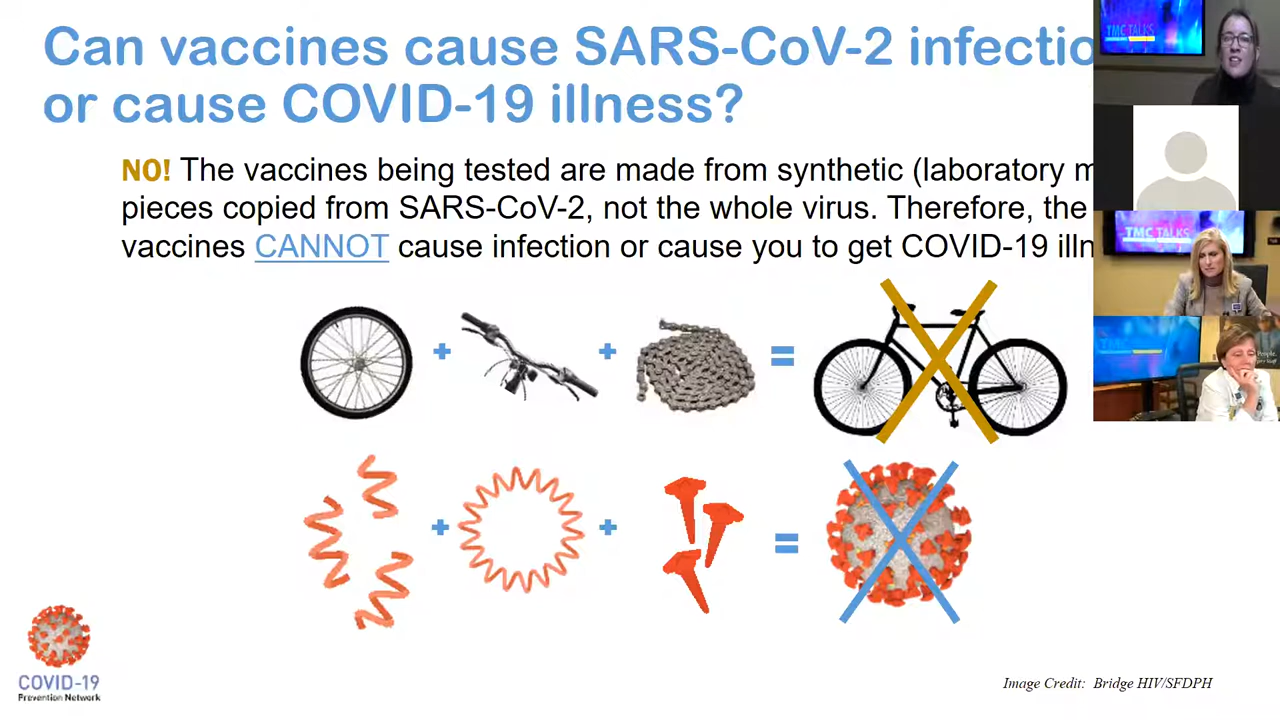 Can vaccines cause SARS-CoV-2 infectio
or cause COVID-19 illness?
NO! The vaccines being tested are made from synthetic (laboratory m
pieces copied from SARS-CoV-2, not the whole virus. Therefore, the
vaccines CANNOT cause infection or cause you to get COVID-19 illn
+ + =
+ + =
COVID-19
Prevention Network
Image Credit: Bridge HIV/SFDPH
TMC TALKS
TMC TALKS
People.